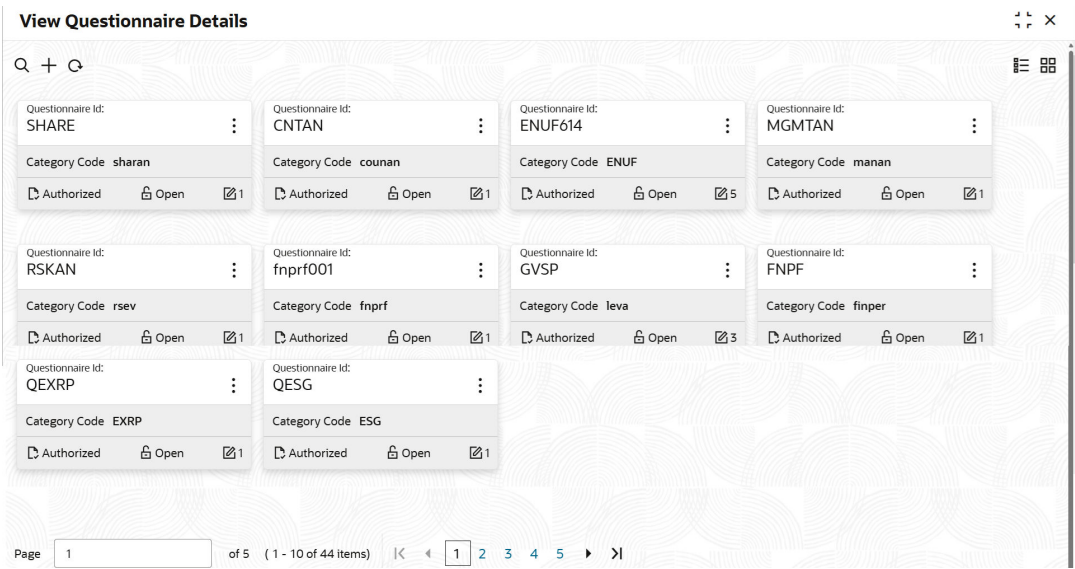 View Questionnaire Details
Questionnaire Id: Questionnaire Id: Questionnaire Id: Questionnaire Id:
SHARE CNTAN ENUF614 MGMTAN
Category Code sharan Category Code counan Category Code ENUF Category Code manan
Authorized Open 1 Authorized Open 1 Authorized Open 5 Authorized Open 1
Questionnaire Id: Questionnaire Id: Questionnaire Id: Questionnaire Id:
RSKAN fnprf001 GVSP FNPF
Category Code rsev Category Code fnprf Category Code leva Category Code finper
Authorized Open 1 Authorized Open 1 Authorized Open 3 Authorized Open 1
Questionnaire Id: Questionnaire Id:
QEXRP QESG
Category Code EXRP Category Code ESG
Authorized Open 1 Authorized Open 1
Page 1 of 5 ( 1 - 10 of 44 items) 1 2 3 4 5